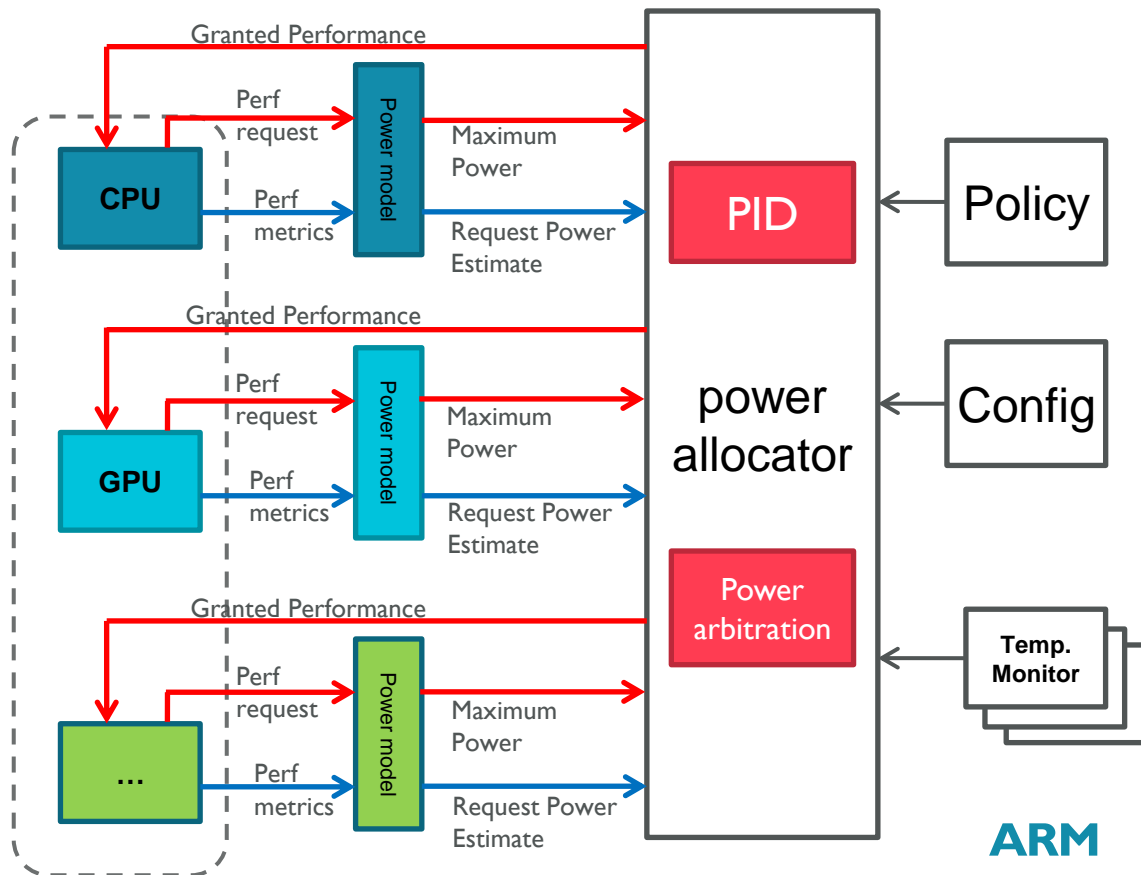 Granted Performance
Perf
request
Power model
Maximum
Power
CPU
Perf
metrics
Request Power
Estimate
PID
Policy
Granted Performance
Perf
request
Power model
Maximum
Power
GPU
Perf
metrics
Request Power
Estimate
power
allocator
Config
Granted Performance
Perf
request
Power model
Maximum
Power
...
Perf
metrics
Request Power
Estimate
Power
arbitration
Temp.
Monitor
ARM